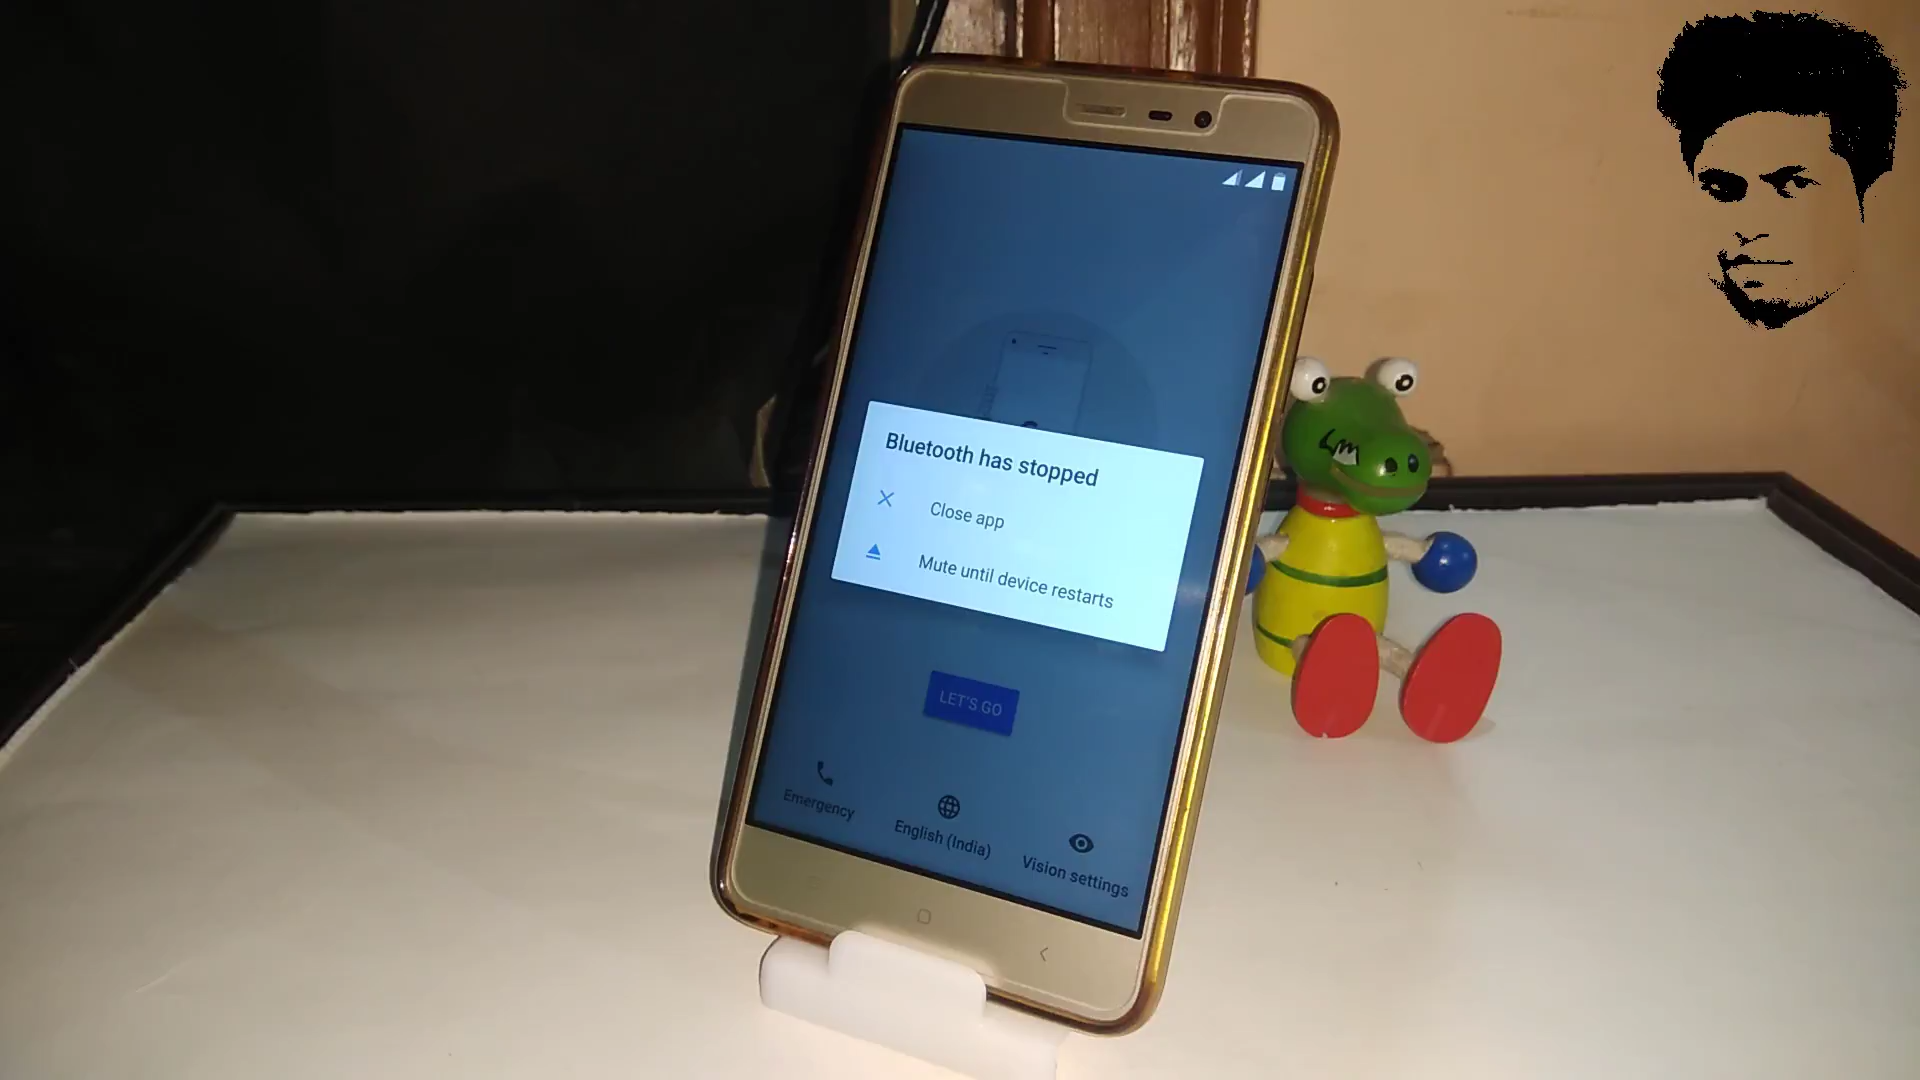 Bluetooth has stopped
Close app
Mute until device restarts
LET'S GO
Emergency
English (India)
Vision settings